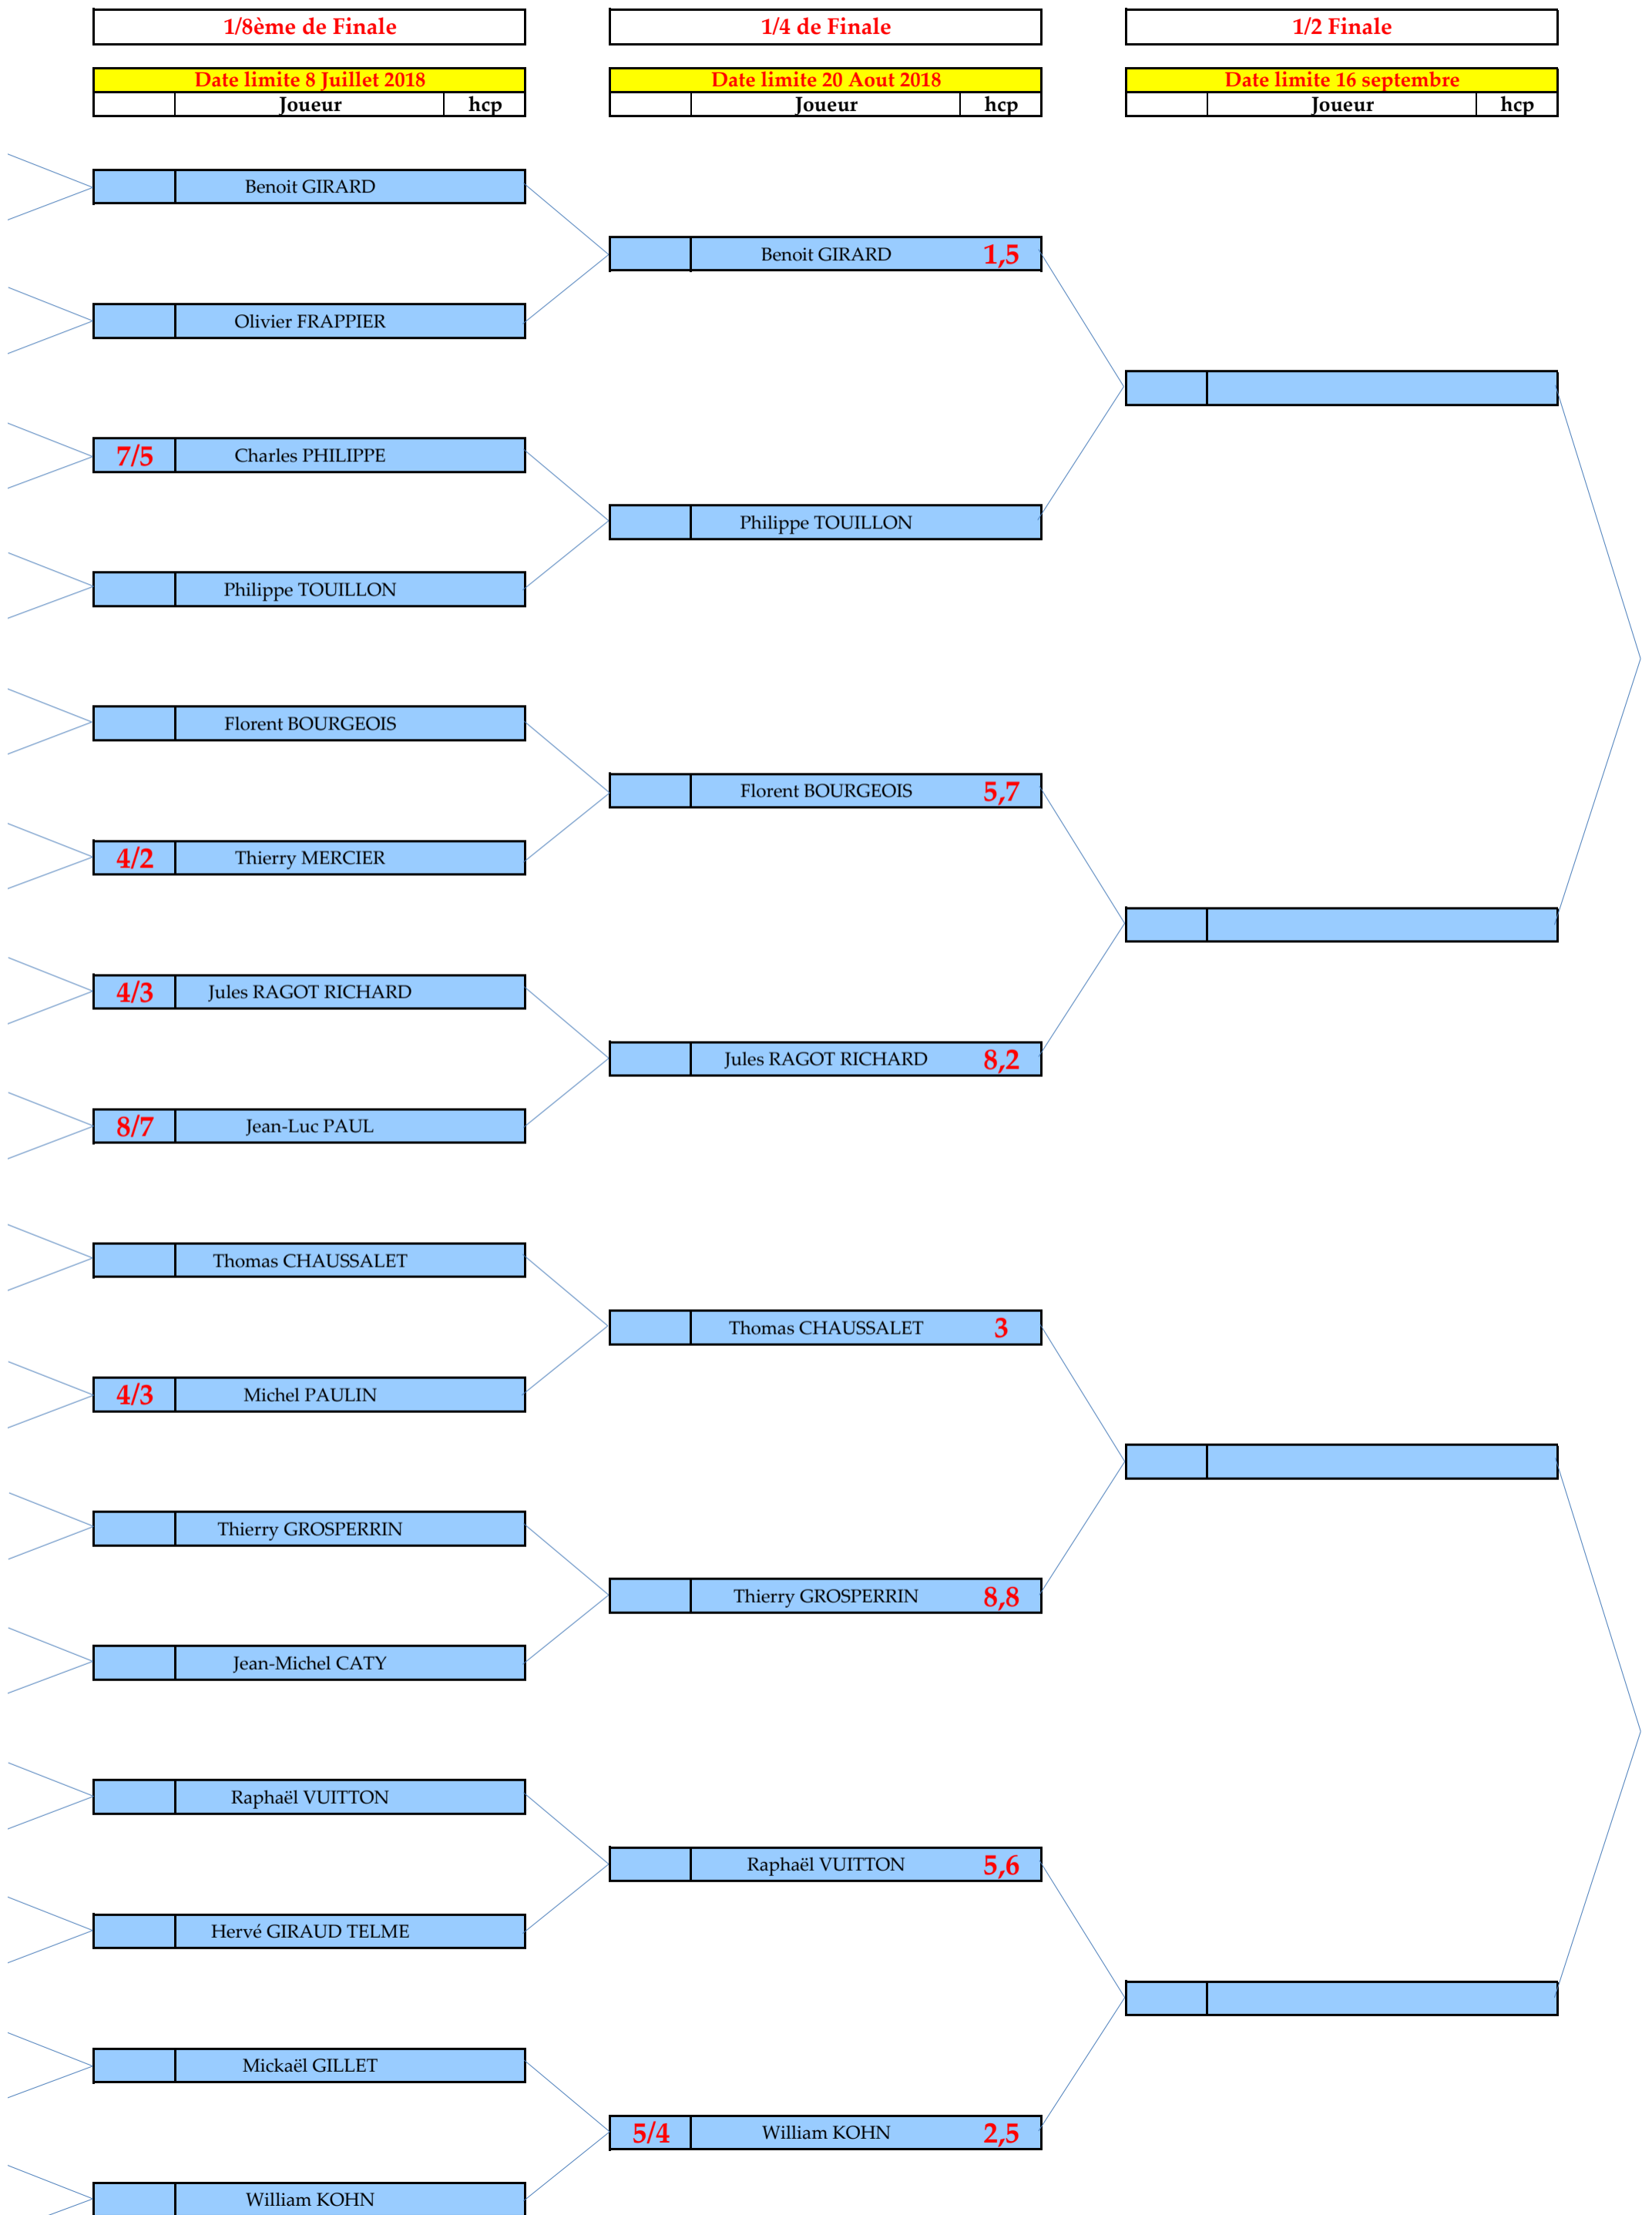 1/8ème de Finale 1/4 de Finale 1/2 Finale
Date limite 8 Juillet 2018 Date limite 20 Aout 2018 Date limite 16 septembre
Joueur hcp Joueur hcp Joueur hcp
Benoit GIRARD
Benoit GIRARD 1,5
Olivier FRAPPIER
7/5 Charles PHILIPPE
Philippe TOUILLON
Philippe TOUILLON
Florent BOURGEOIS
Florent BOURGEOIS 5,7
4/2 Thierry MERCIER
4/3 Jules RAGOT RICHARD
Jules RAGOT RICHARD 8,2
8/7 Jean-Luc PAUL
Thomas CHAUSSALET
Thomas CHAUSSALET 3
4/3 Michel PAULIN
Thierry GROSPERRIN
Thierry GROSPERRIN 8,8
Jean-Michel CATY
Raphaël VUITTON
Raphaël VUITTON 5,6
Hervé GIRAUD TELME
Mickaël GILLET
5/4 William KOHN 2,5
William KOHN